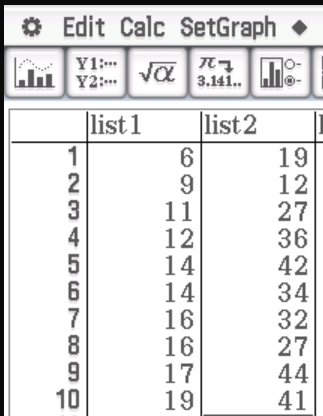 Edit Calc SetGraph ◆
Y1:···
Y2:···
√α
π
3.141..
list1 list2
1 6 19
2 9 12
3 11 27
4 12 36
5 14 42
6 14 34
7 16 32
8 16 27
9 17 44
10 19 41